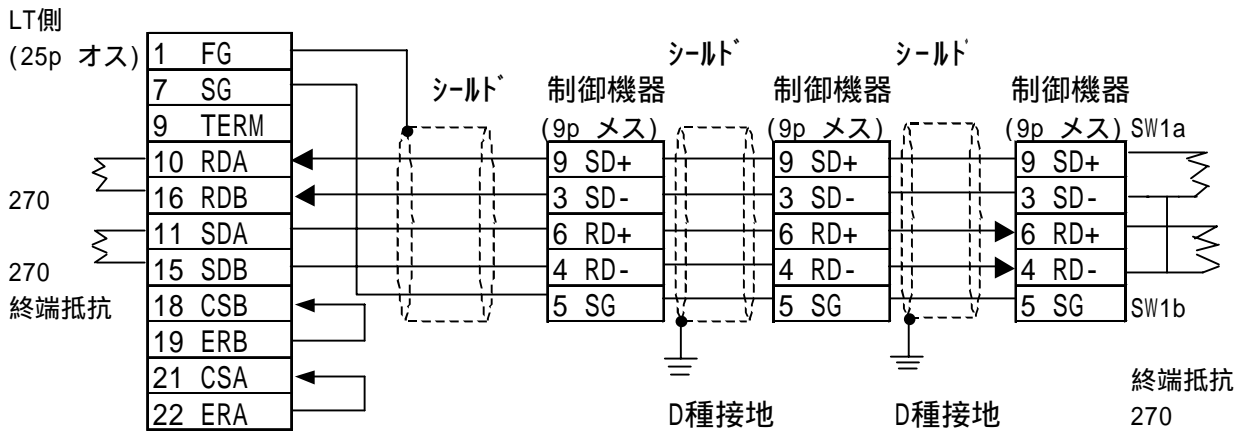 LT側
(25p オス)
1 FG
7 SG
9 TERM
10 RDA
16 RDB
11 SDA
15 SDB
18 CSB
19 ERB
21 CSA
22 ERA
270
270
終端抵抗
シールド
シールド
シールド
制御機器
(9p メス)
9 SD+
3 SD-
6 RD+
4 RD-
5 SG
制御機器
(9p メス)
9 SD+
3 SD-
6 RD+
4 RD-
5 SG
制御機器
(9p メス)
9 SD+
3 SD-
6 RD+
4 RD-
5 SG
SW1a
SW1b
D種接地
D種接地
終端抵抗
270